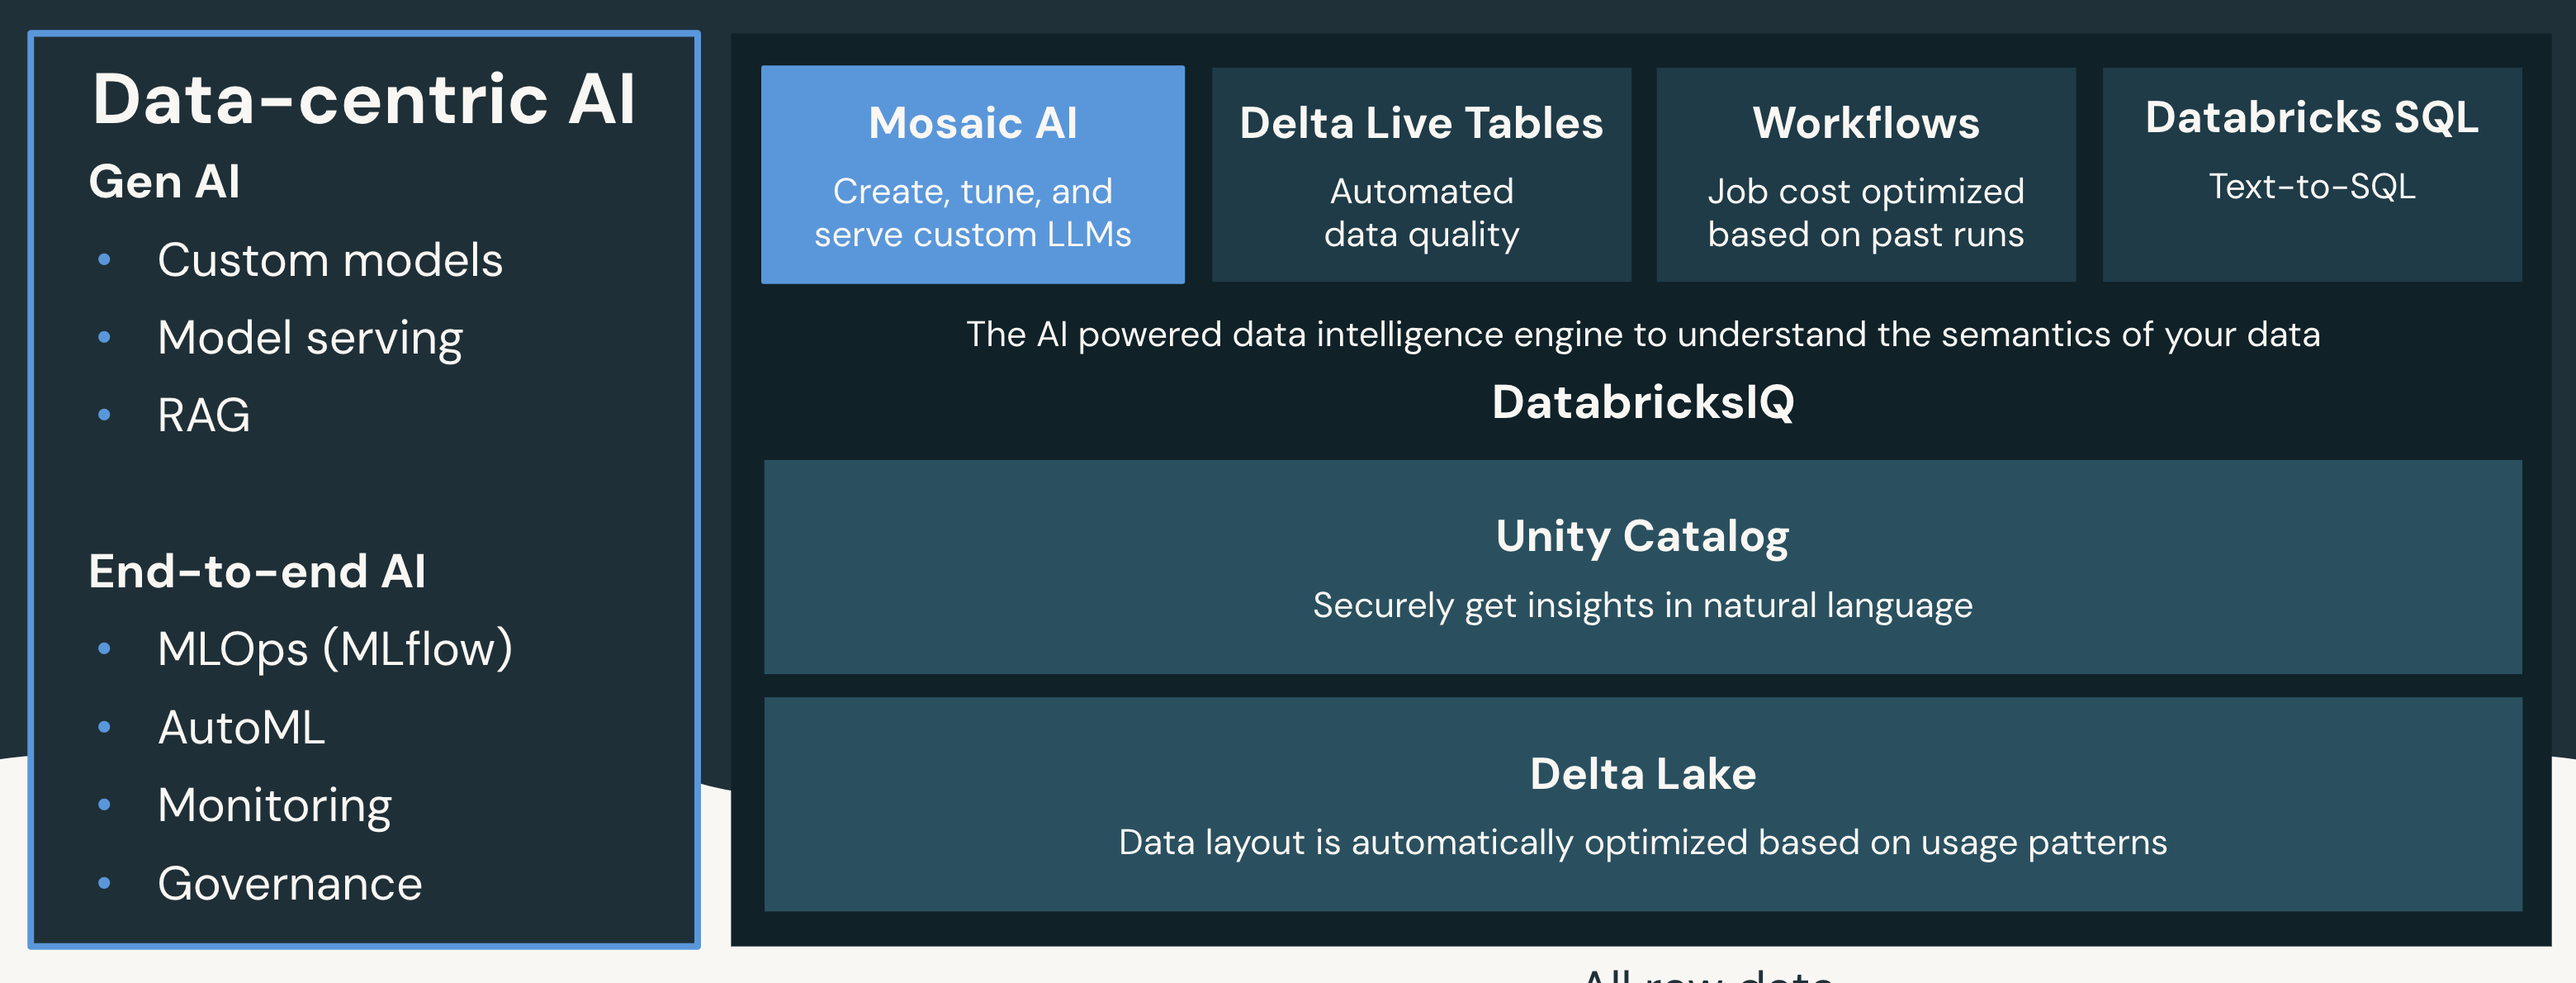 Data-centric AI
Gen AI
• Custom models
• Model serving
• RAG
End-to-end AI
• MLOps (MLflow)
• AutoML
• Monitoring
• Governance
Mosaic AI
Create, tune, and
serve custom LLMs
Delta Live Tables
Automated
data quality
Workflows
Job cost optimized
based on past runs
Databricks SQL
Text-to-SQL
The AI powered data intelligence engine to understand the semantics of your data
DatabricksIQ
Unity Catalog
Securely get insights in natural language
Delta Lake
Data layout is automatically optimized based on usage patterns
All raw data